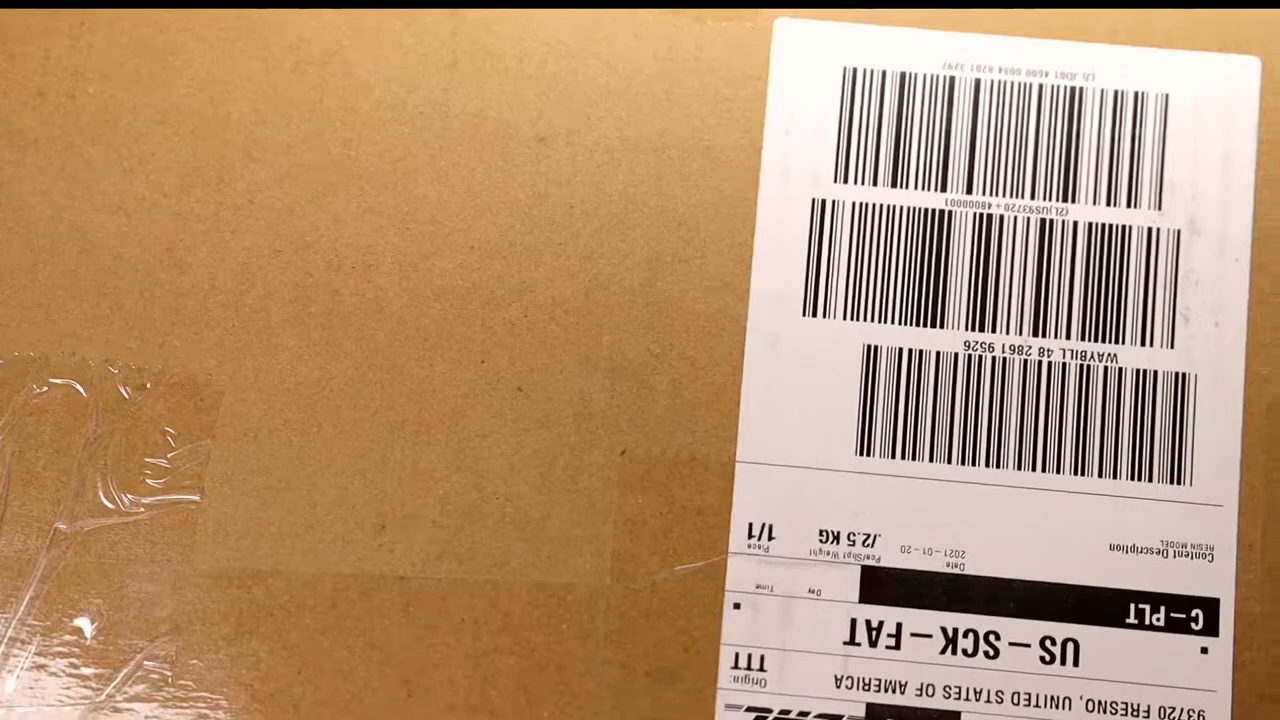 93720 FRESNO, UNITED STATES OF AMERICA
Origin:
TTT
US-SCK-FAT
C-PLT
Day Time
Content Description
RESIN MODEL
Date:
2021-01-20
Pce/Shpt Weight
/2.5 KG
Piece
1/1
WAYBILL 48 2861 9526
(2L)US93720+48000001
(J) JD01 4600 0084 8281 3297